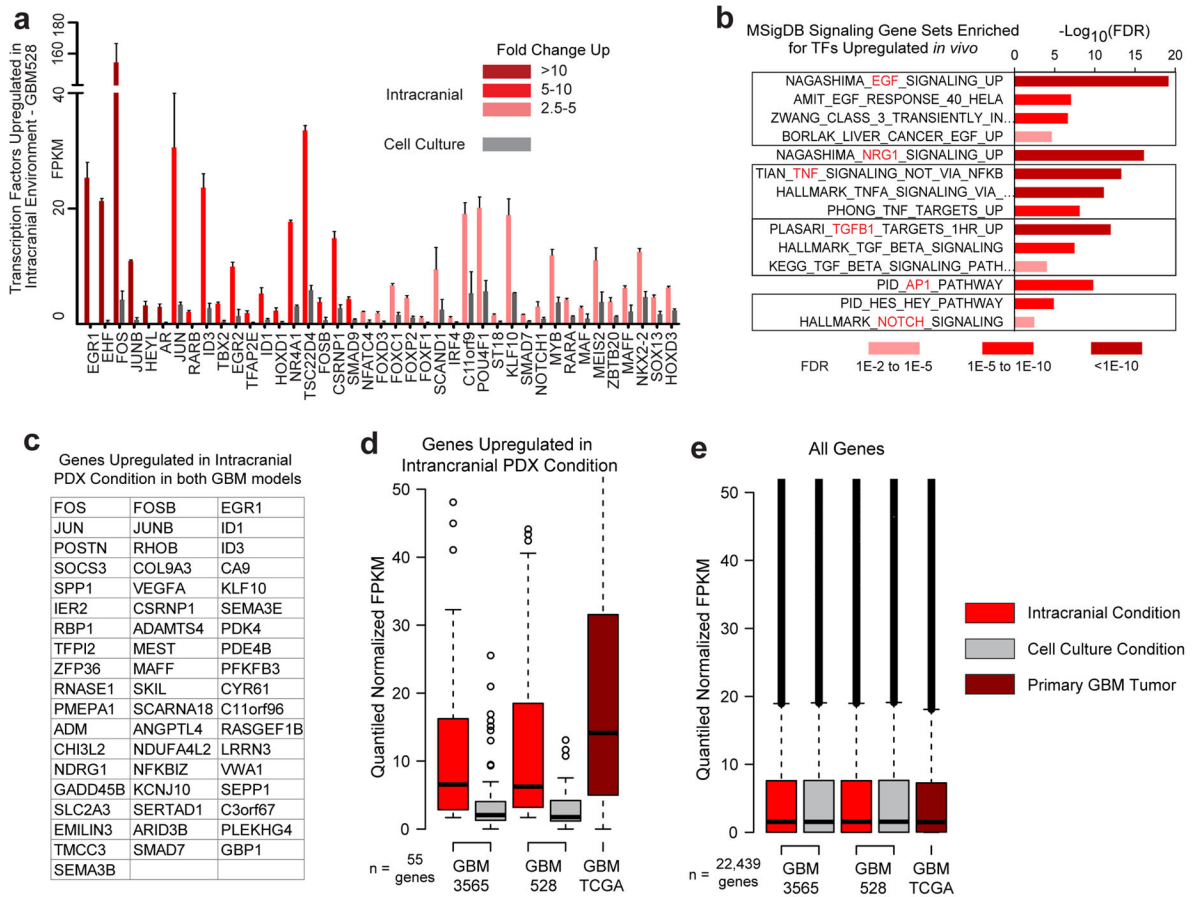 a
Transcription Factors Upregulated in
Intracranial Environment - GBM528
FPKM
180
160
40
20
0
Fold Change Up
Intracranial
>10
5-10
2.5-5
Cell Culture
EGR1
EHF
FOS
JUNB
HEYL
AR
JUN
RARB
ID3
TBX2
EGR2
TFAP2E
ID1
HOXD1
NR4A1
TSC22D4
FOSB
CSRNP1
SMAD9
NFATC4
FOXD3
FOXC1
FOXP2
FOXF1
SCAND1
IRF4
C11orf9
POU4F1
ST18
KLF10
SMAD7
NOTCH1
MYB
RARA
MAF
MEIS2
ZBTB20
MAFF
NKX2-2
SOX13
HOXD3
b
MSigDB Signaling Gene Sets Enriched
for TFs Upregulated in vivo
-Log10(FDR)
0 5 10 15 20
NAGASHIMA_EGF_SIGNALING_UP
AMIT_EGF_RESPONSE_40_HELA
ZWANG_CLASS_3_TRANSIENTLY_IN...
BORLAK_LIVER_CANCER_EGF_UP
NAGASHIMA_NRG1_SIGNALING_UP
TIAN_TNF_SIGNALING_NOT_VIA_NFKB
HALLMARK_TNFA_SIGNALING_VIA_...
PHONG_TNF_TARGETS_UP
PLASARI_TGFB1_TARGETS_1HR_UP
HALLMARK_TGF_BETA_SIGNALING
KEGG_TGF_BETA_SIGNALING_PATH...
PID_AP1_PATHWAY
PID_HES_HEY_PATHWAY
HALLMARK_NOTCH_SIGNALING
FDR 1E-2 to 1E-5 1E-5 to 1E-10 <1E-10
c
Genes Upregulated in Intracranial
PDX Condition in both GBM models
FOS FOSB EGR1
JUN JUNB ID1
POSTN RHOB ID3
SOCS3 COL9A3 CA9
SPP1 VEGFA KLF10
IER2 CSRNP1 SEMA3E
RBP1 ADAMTS4 PDK4
TFPI2 MEST PDE4B
ZFP36 MAFF PFKFB3
RNASE1 SKIL CYR61
PMEPA1 SCARNA18 C11orf96
ADM ANGPTL4 RASGEF1B
CHI3L2 NDUFA4L2 LRRN3
NDRG1 NFKBIZ VWA1
GADD45B KCNJ10 SEPP1
SLC2A3 SERTAD1 C3orf67
EMILIN3 ARID3B PLEKHG4
TMCC3 SMAD7 GBP1
SEMA3B
d
Genes Upregulated in
Intrancranial PDX Condition
Quantiled Normalized FPKM
50
40
30
20
10
0
n = 55 genes
GBM 3565
GBM 528
GBM TCGA
e
All Genes
Quantiled Normalized FPKM
50
40
30
20
10
0
n = 22,439 genes
GBM 3565
GBM 528
GBM TCGA
Intracranial Condition
Cell Culture Condition
Primary GBM Tumor